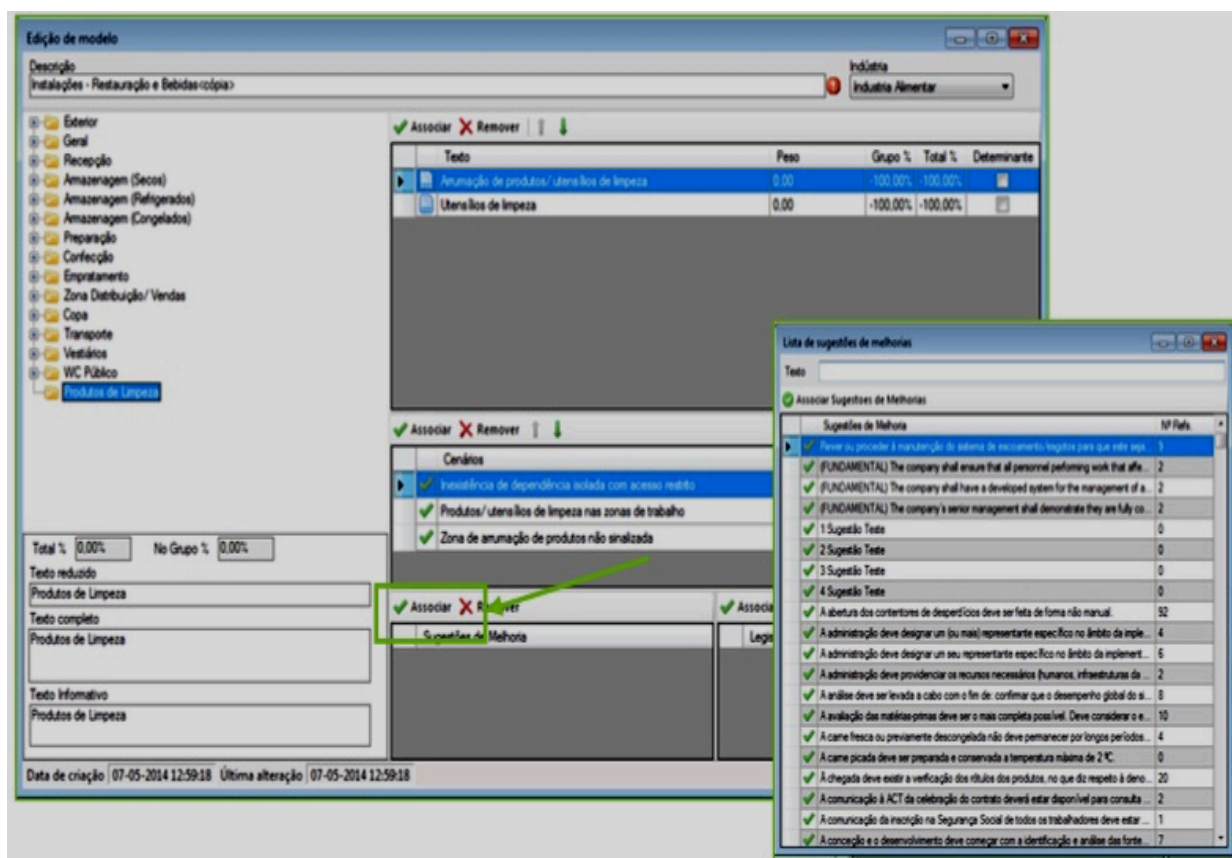 Edição de modelo
Descrição
Indústria
Instalações - Restauração e Bebidas<cópia>
Industria Alimentar
Exterior
Geral
Recepção
Armazenagem (Secos)
Armazenagem (Refrigerados)
Armazenagem (Congelados)
Preparação
Confecção
Empratamento
Zona Distribuição/ Vendas
Copa
Transporte
Vestiários
WC Público
Produtos de Limpeza
Associar Remover
Texto Peso Grupo % Total % Determinante
Arrumação de produtos/ utensílios de limpeza 0,00 -100,00% -100,00%
Utensílios de limpeza 0,00 -100,00% -100,00%
Associar Remover
Cenários
Inexistência de dependência isolada com acesso restrito
Produtos/ utensílios de limpeza nas zonas de trabalho
Zona de arrumação de produtos não sinalizada
Total % 0,00% No Grupo % 0,00%
Texto reduzido
Produtos de Limpeza
Texto completo
Produtos de Limpeza
Texto Informativo
Produtos de Limpeza
Associar Remover
Sugestões de Melhoria
Associa
Legis
Data de criação 07-05-2014 12:59:18 Última alteração 07-05-2014 12:59:18
Lista de sugestões de melhorias
Texto
Associar Sugestoes de Melhorias
Sugestões de Melhoria Nº Refs.
Rever ou proceder à manutenção do sistema de escoamento/esgotos para que este seja...
(FUNDAMENTAL) The company shall ensure that all personnel performing work that affe... 2
(FUNDAMENTAL) The company shall have a developed system for the management of a... 2
(FUNDAMENTAL) The company's senior management shall demonstrate they are fully co... 2
1 Sugestão Teste 0
2 Sugestão Teste 0
3 Sugestão Teste 0
4 Sugestão Teste 0
A abertura dos contentores de desperdícios deve ser feita de forma não manual. 92
A administração deve designar um (ou mais) representante específico no âmbito da imple... 4
A administração deve designar um seu representante específico no âmbito da implement... 6
A administração deve providenciar os recursos necessários (humanos, infraestruturas da ... 2
A análise deve ser levada a cabo com o fim de: confirmar que o desempenho global do si... 8
A avaliação das matérias-primas deve ser o mais completa possível. Deve considerar o e... 10
A carne fresca ou previamente descongelada não deve permanecer por longos períodos... 4
A carne picada deve ser preparada e conservada a temperatura máxima de 2 ºC. 0
À chegada deve existir a verificação dos rótulos dos produtos, no que diz respeito à deno... 20
A comunicação à ACT da celebração do contrato deverá estar disponível para consulta ... 2
A comunicação da inscrição na Segurança Social de todos os trabalhadores deve estar ... 1
A conceção e o desenvolvimento deve começar com a identificação e análise das fonte... 7